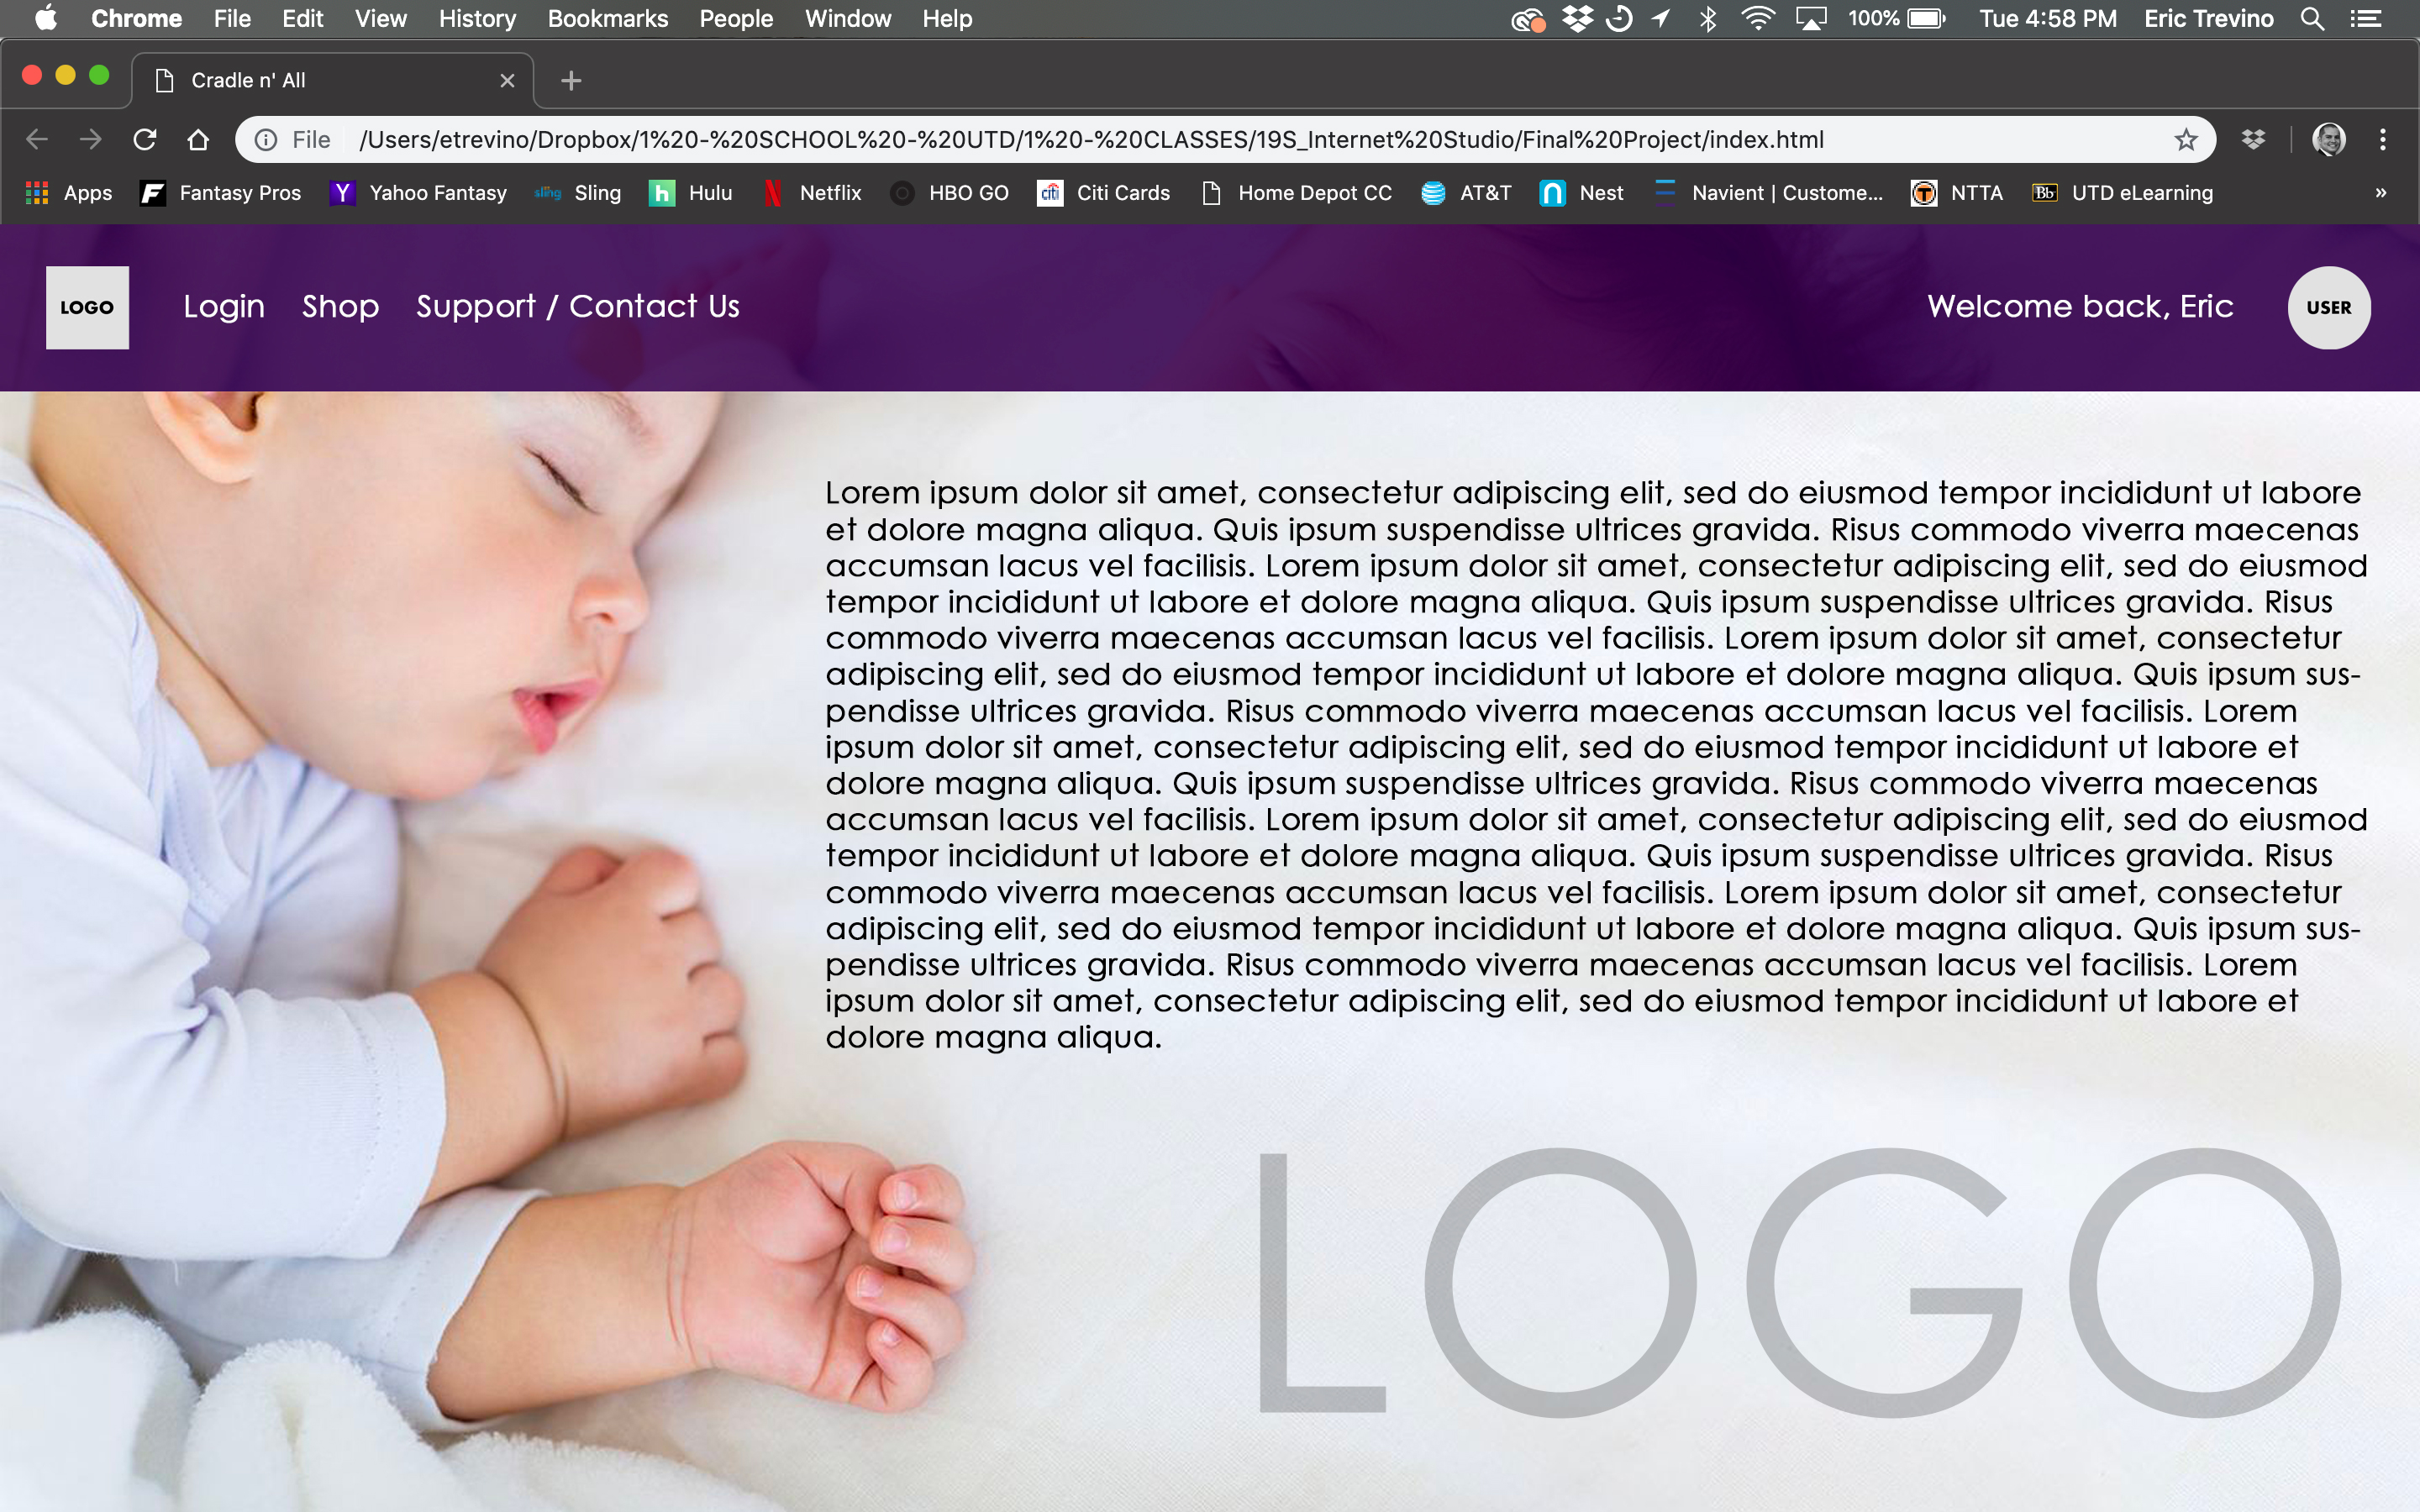 Chrome File Edit View History Bookmarks People Window Help 100% Tue 4:58 PM Eric Trevino
Cradle n' All
File /Users/etrevino/Dropbox/1%20-%20SCHOOL%20-%20UTD/1%20-%20CLASSES/19S_Internet%20Studio/Final%20Project/index.html
Apps F Fantasy Pros Y Yahoo Fantasy sling Sling h Hulu N Netflix HBO GO citi Citi Cards Home Depot CC AT&T n Nest Navient | Custome... T NTTA Bb UTD eLearning »
LOGO Login Shop Support / Contact Us Welcome back, Eric USER
Lorem ipsum dolor sit amet, consectetur adipiscing elit, sed do eiusmod tempor incididunt ut labore
et dolore magna aliqua. Quis ipsum suspendisse ultrices gravida. Risus commodo viverra maecenas
accumsan lacus vel facilisis. Lorem ipsum dolor sit amet, consectetur adipiscing elit, sed do eiusmod
tempor incididunt ut labore et dolore magna aliqua. Quis ipsum suspendisse ultrices gravida. Risus
commodo viverra maecenas accumsan lacus vel facilisis. Lorem ipsum dolor sit amet, consectetur
adipiscing elit, sed do eiusmod tempor incididunt ut labore et dolore magna aliqua. Quis ipsum sus-
pendisse ultrices gravida. Risus commodo viverra maecenas accumsan lacus vel facilisis. Lorem
ipsum dolor sit amet, consectetur adipiscing elit, sed do eiusmod tempor incididunt ut labore et
dolore magna aliqua. Quis ipsum suspendisse ultrices gravida. Risus commodo viverra maecenas
accumsan lacus vel facilisis. Lorem ipsum dolor sit amet, consectetur adipiscing elit, sed do eiusmod
tempor incididunt ut labore et dolore magna aliqua. Quis ipsum suspendisse ultrices gravida. Risus
commodo viverra maecenas accumsan lacus vel facilisis. Lorem ipsum dolor sit amet, consectetur
adipiscing elit, sed do eiusmod tempor incididunt ut labore et dolore magna aliqua. Quis ipsum sus-
pendisse ultrices gravida. Risus commodo viverra maecenas accumsan lacus vel facilisis. Lorem
ipsum dolor sit amet, consectetur adipiscing elit, sed do eiusmod tempor incididunt ut labore et
dolore magna aliqua.
LOGO